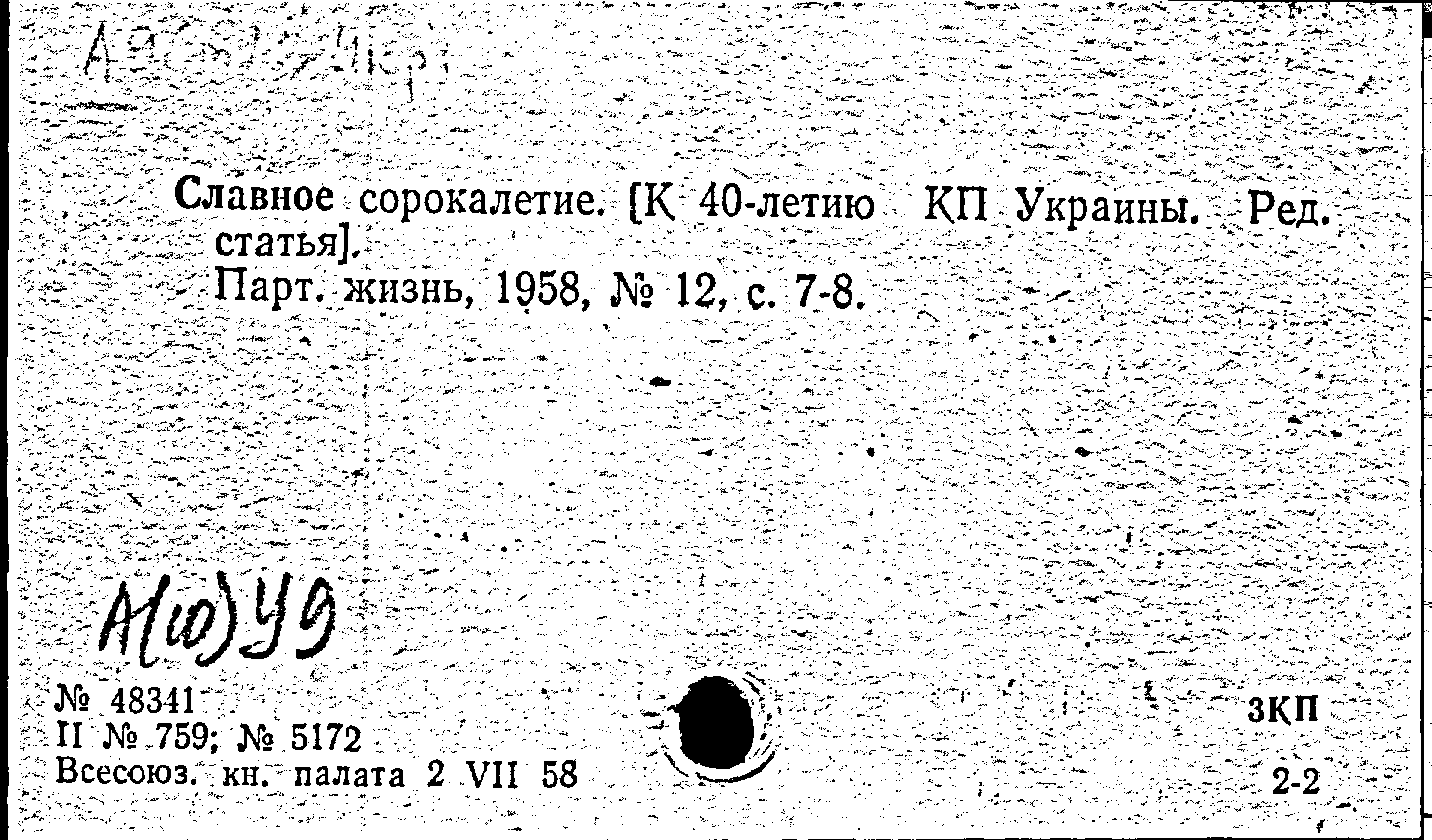 Славное сорокалетие. [К 40-летию КП Украины. Ред.
статья].
Парт. жизнь, 1958, № 12, с. 7-8.
А(ю)У9
№ 48341
II № 759; № 5172
Всесоюз. кн. палата 2 VII 58
ЗКП
2-2